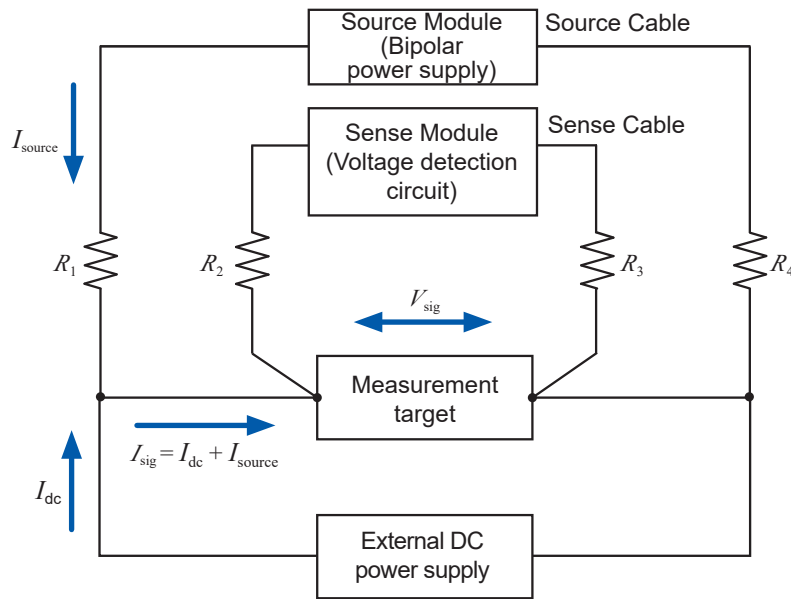 Source Module
(Bipolar
power supply)
Source Cable
Sense Module
(Voltage detection
circuit)
Sense Cable
Isource
R1
R2
R3
R4
Vsig
Measurement
target
Isig = Idc + Isource
Idc
External DC
power supply